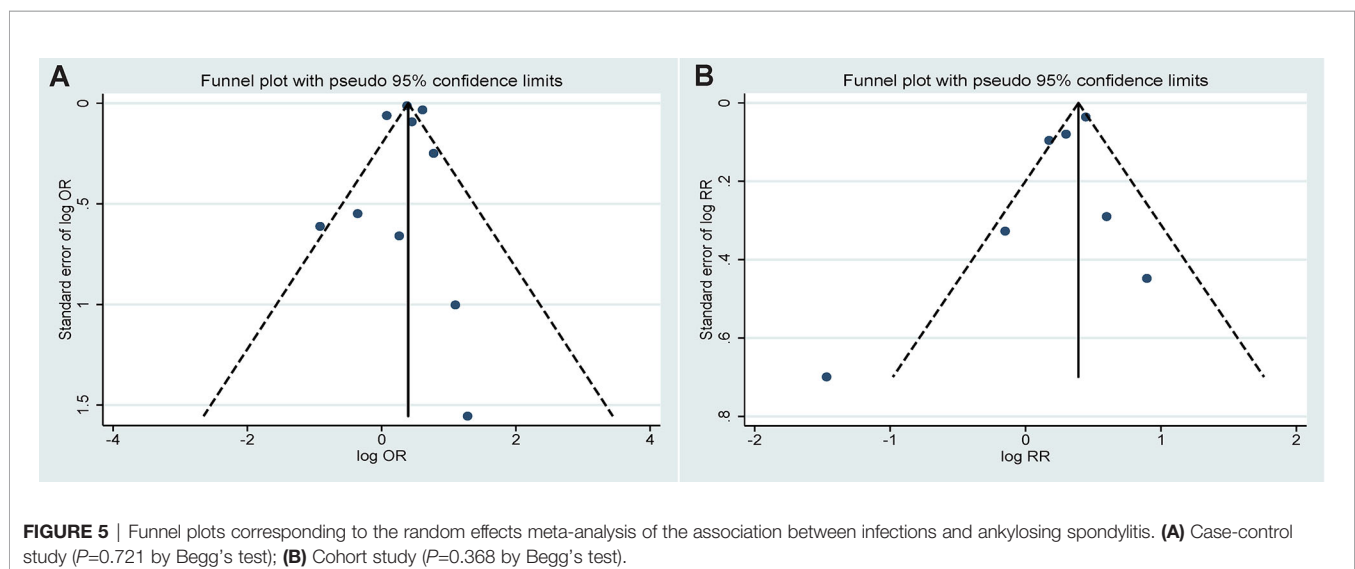 A
Funnel plot with pseudo 95% confidence limits
Standard error of log OR
0
.5
1
1.5
-4
-2
0
2
4
log OR
B
Funnel plot with pseudo 95% confidence limits
Standard error of log RR
0
.2
.4
.6
.8
-2
-1
0
1
2
log RR
FIGURE 5 | Funnel plots corresponding to the random effects meta-analysis of the association between infections and ankylosing spondylitis. (A) Case-control
study (P=0.721 by Begg's test); (B) Cohort study (P=0.368 by Begg's test).